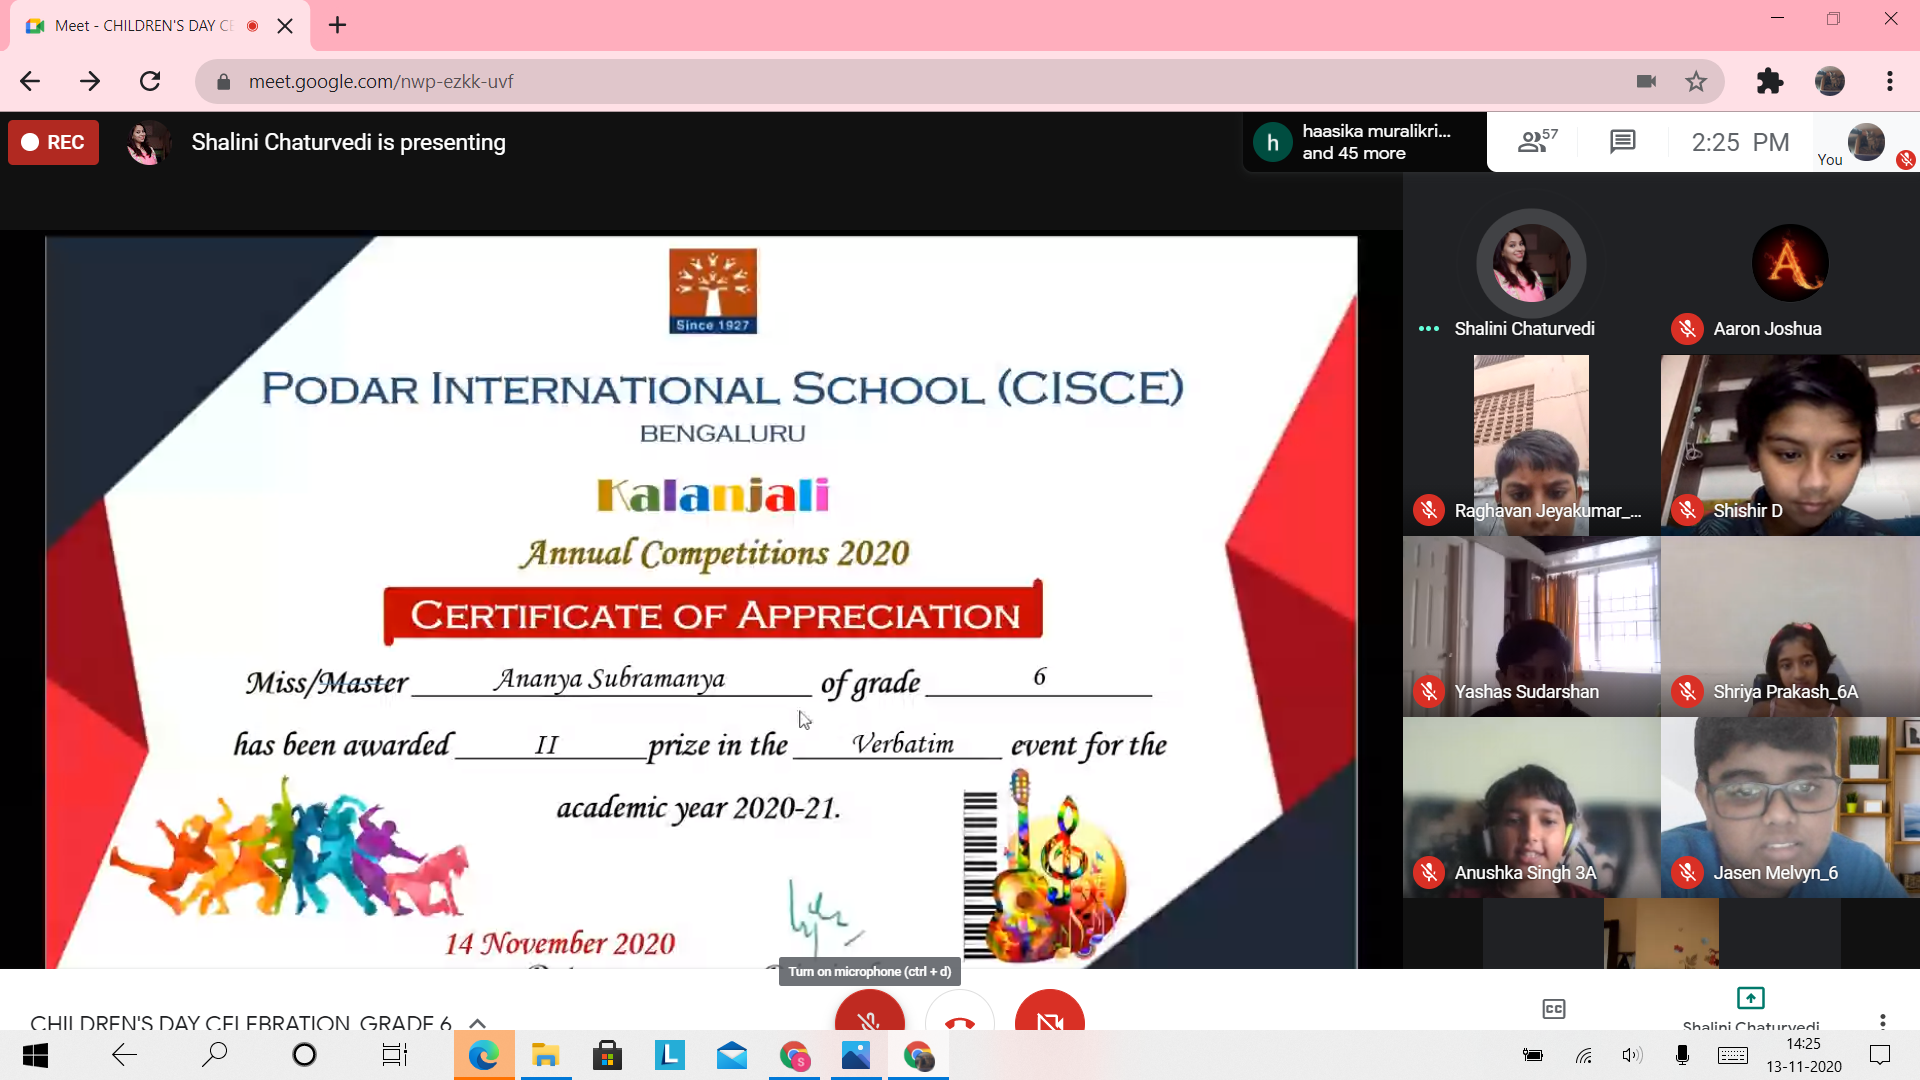 Meet - CHILDREN'S DAY CE
meet.google.com/nwp-ezkk-uvf
REC
Shalini Chaturvedi is presenting
h
haasika muralikri...
and 45 more
57
2:25 PM
You
Since 1927
PODAR INTERNATIONAL SCHOOL (CISCE)
BENGALURU
Kalanjali
Annual Competitions 2020
CERTIFICATE OF APPRECIATION
Miss/Master Ananya Subramanya of grade 6
has been awarded II prize in the Verbatim event for the
academic year 2020-21.
14 November 2020
Shalini Chaturvedi
A
Aaron Joshua
Raghavan Jeyakumar_...
Shishir D
Yashas Sudarshan
Shriya Prakash_6A
Anushka Singh 3A
Jasen Melvyn_6
Turn on microphone (ctrl + d)
CHILDREN'S DAY CELEBRATION GRADE 6
CC
Shalini Chaturvedi
L
S
14:25
13-11-2020